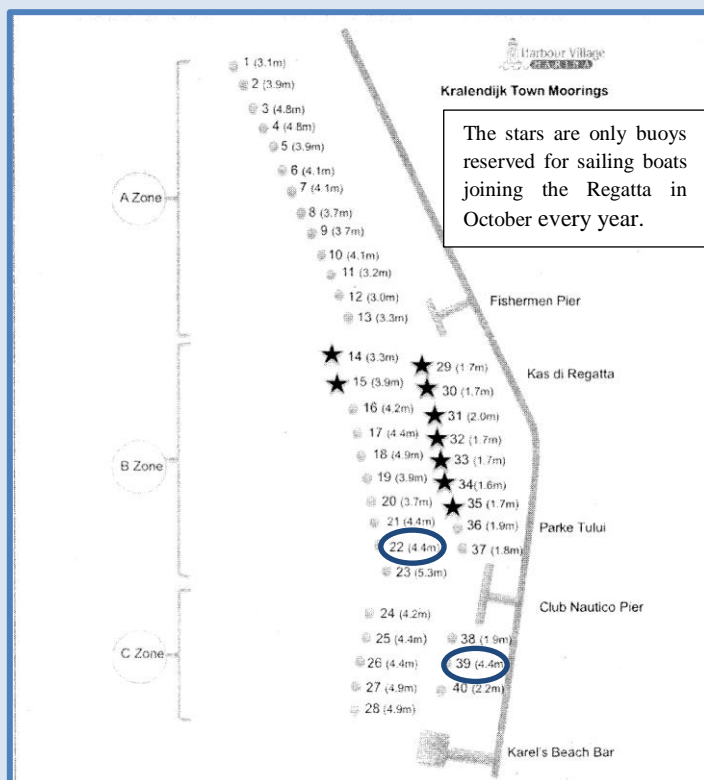 Harbour Village
MARINA
Kralendijk Town Moorings
The stars are only buoys
reserved for sailing boats
joining the Regatta in
October every year.
1 (3.1m)
2 (3.9m)
3 (4.8m)
4 (4.8m)
5 (3.9m)
6 (4.1m)
7 (4.1m)
8 (3.7m)
9 (3.7m)
10 (4.1m)
11 (3.2m)
12 (3.0m)
13 (3.3m)
A Zone
Fishermen Pier
14 (3.3m)
15 (3.9m)
16 (4.2m)
17 (4.4m)
18 (4.9m)
19 (3.9m)
20 (3.7m)
21 (4.4m)
22 (4.4m)
23 (5.3m)
29 (1.7m)
30 (1.7m)
31 (2.0m)
32 (1.7m)
33 (1.7m)
34(1.6m)
35 (1.7m)
36 (1.9m)
37 (1.8m)
B Zone
Kas di Regatta
Parke Tului
Club Nautico Pier
24 (4.2m)
25 (4.4m)
26 (4.4m)
27 (4.9m)
28 (4.9m)
38 (1.9m)
39 (4.4m
40 (2.2m)
C Zone
Karel's Beach Bar